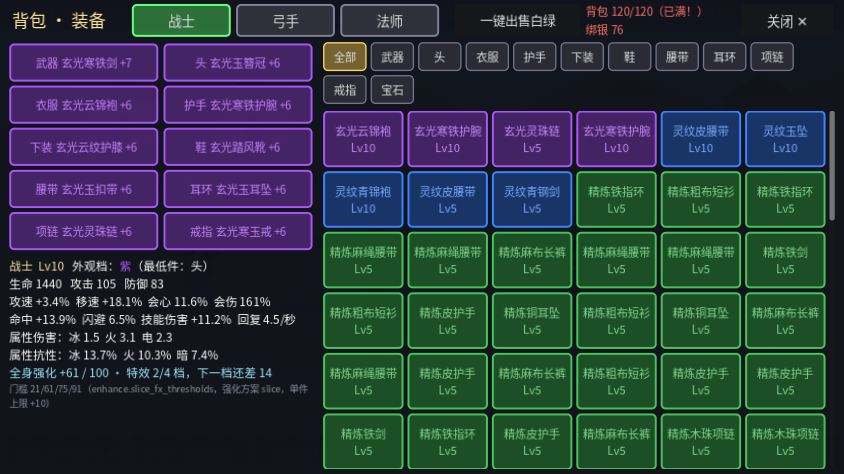 背包 · 装备
战士
弓手
法师
一键出售白绿
背包 120/120（已满！）
绑银 76
关闭 ×
武器 玄光寒铁剑 +7
头 玄光玉簪冠 +6
衣服 玄光云锦袍 +6
护手 玄光寒铁护腕 +6
下装 玄光云纹护膝 +6
鞋 玄光踏风靴 +6
腰带 玄光玉扣带 +6
耳环 玄光玉耳坠 +6
项链 玄光灵珠链 +6
戒指 玄光寒玉戒 +6
战士 Lv10 外观档：紫（最低件：头）
生命 1440 攻击 105 防御 83
攻速 +3.4% 移速 +18.1% 会心 11.6% 会伤 161%
命中 +13.9% 闪避 6.5% 技能伤害 +11.2% 回复 4.5/秒
属性伤害：冰 1.5 火 3.1 电 2.3
属性抗性：冰 13.7% 火 10.3% 暗 7.4%
全身强化 +61 / 100 · 特效 2/4 档，下一档还差 14
门槛 21/61/75/91（enhance.slice_fx_thresholds，强化方案 slice，单件
上限 +10）
全部
武器
头
衣服
护手
下装
鞋
腰带
耳环
项链
戒指
宝石
玄光云锦袍
Lv10
玄光寒铁护腕
Lv10
玄光灵珠链
Lv5
玄光寒铁护腕
Lv10
灵纹皮腰带
Lv10
灵纹玉坠
Lv10
灵纹青锦袍
Lv10
灵纹皮腰带
Lv5
灵纹青钢剑
Lv5
精炼铁指环
Lv5
精炼粗布短衫
Lv5
精炼铁指环
Lv5
精炼麻绳腰带
Lv5
精炼麻绳腰带
Lv5
精炼麻布长裤
Lv5
精炼麻绳腰带
Lv5
精炼麻绳腰带
Lv5
精炼铁剑
Lv5
精炼粗布短衫
Lv5
精炼皮护手
Lv5
精炼铜耳坠
Lv5
精炼粗布短衫
Lv5
精炼铜耳坠
Lv5
精炼麻布长裤
Lv5
精炼麻绳腰带
Lv5
精炼皮护手
Lv5
精炼麻布长裤
Lv5
精炼皮护手
Lv5
精炼皮护手
Lv5
精炼皮护手
Lv5
精炼铁剑
Lv5
精炼铁指环
Lv5
精炼皮护手
Lv5
精炼麻布长裤
Lv5
精炼木珠项链
Lv5
精炼木珠项链
Lv5